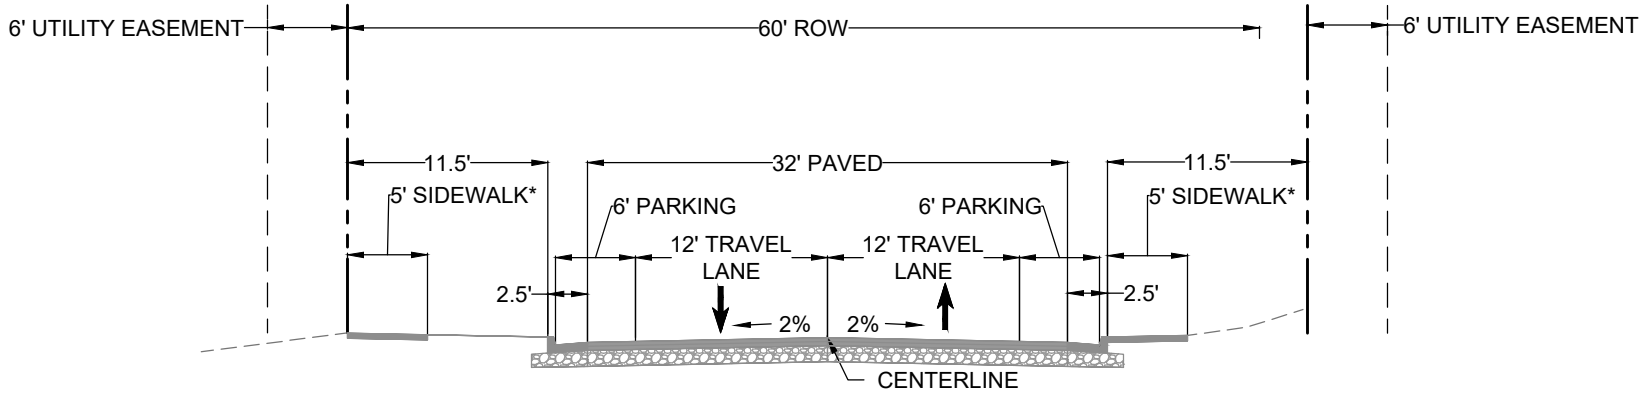 6' UTILITY EASEMENT
60' ROW
6' UTILITY EASEMENT
11.5'
32' PAVED
11.5'
5' SIDEWALK*
5' SIDEWALK*
6' PARKING
6' PARKING
12' TRAVEL
LANE
12' TRAVEL
LANE
2.5'
2.5'
2%
2%
CENTERLINE